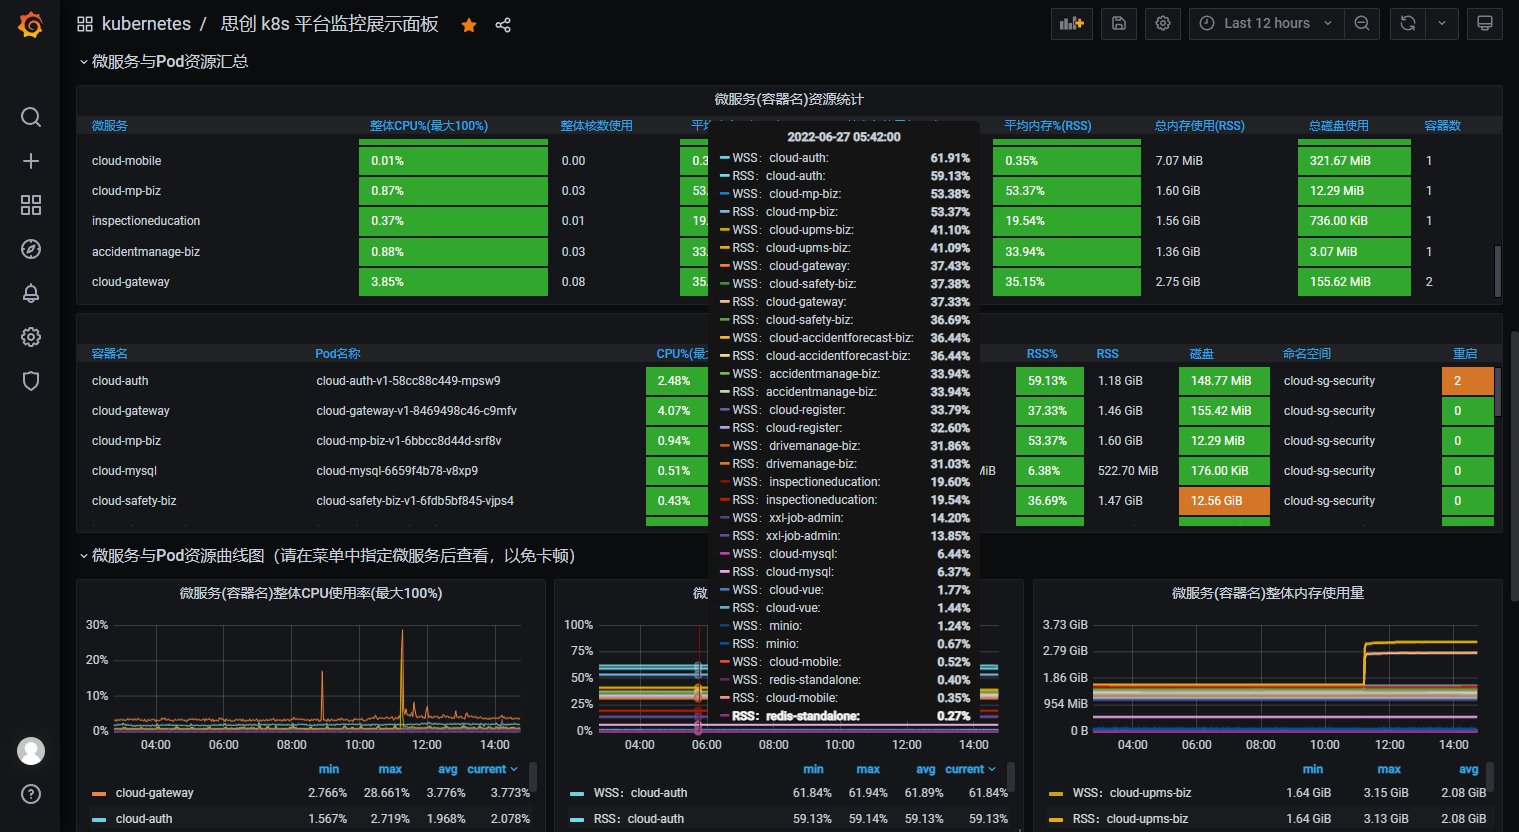 kubernetes / 思创 k8s 平台监控展示面板
Last 12 hours
微服务与Pod资源汇总
微服务(容器名)资源统计
微服务 整体CPU%(最大100%) 整体核数使用 平均内存%(RSS) 总内存使用(RSS) 总磁盘使用 容器数
cloud-mobile 0.01% 0.00 0.3 0.35% 7.07 MiB 321.67 MiB 1
cloud-mp-biz 0.87% 0.03 53. 53.37% 1.60 GiB 12.29 MiB 1
inspectioneducation 0.37% 0.01 19. 19.54% 1.56 GiB 736.00 KiB 1
accidentmanage-biz 0.88% 0.03 33. 33.94% 1.36 GiB 3.07 MiB 1
cloud-gateway 3.85% 0.08 35. 35.15% 2.75 GiB 155.62 MiB 2
容器名 Pod名称 CPU%(最 RSS% RSS 磁盘 命名空间 重启
cloud-auth cloud-auth-v1-58cc88c449-mpsw9 2.48% 59.13% 1.18 GiB 148.77 MiB cloud-sg-security 2
cloud-gateway cloud-gateway-v1-8469498c46-c9mfv 4.07% 37.33% 1.46 GiB 155.42 MiB cloud-sg-security 0
cloud-mp-biz cloud-mp-biz-v1-6bbcc8d44d-srf8v 0.94% 53.37% 1.60 GiB 12.29 MiB cloud-sg-security 0
cloud-mysql cloud-mysql-6659f4b78-v8xp9 0.51% MiB 6.38% 522.70 MiB 176.00 KiB cloud-sg-security 0
cloud-safety-biz cloud-safety-biz-v1-6fdb5bf845-vjps4 0.43% 36.69% 1.47 GiB 12.56 GiB cloud-sg-security 0
2022-06-27 05:42:00
WSS：cloud-auth: 61.91%
RSS：cloud-auth: 59.13%
WSS：cloud-mp-biz: 53.38%
RSS：cloud-mp-biz: 53.37%
WSS：cloud-upms-biz: 41.10%
RSS：cloud-upms-biz: 41.09%
WSS：cloud-gateway: 37.43%
WSS：cloud-safety-biz: 37.38%
RSS：cloud-gateway: 37.33%
RSS：cloud-safety-biz: 36.69%
WSS：cloud-accidentforecast-biz: 36.44%
RSS：cloud-accidentforecast-biz: 36.44%
WSS：accidentmanage-biz: 33.94%
RSS：accidentmanage-biz: 33.94%
WSS：cloud-register: 33.79%
RSS：cloud-register: 32.60%
WSS：drivemanage-biz: 31.86%
RSS：drivemanage-biz: 31.03%
WSS：inspectioneducation: 19.60%
RSS：inspectioneducation: 19.54%
WSS：xxl-job-admin: 14.20%
RSS：xxl-job-admin: 13.85%
WSS：cloud-mysql: 6.44%
RSS：cloud-mysql: 6.37%
WSS：cloud-vue: 1.77%
RSS：cloud-vue: 1.44%
WSS：minio: 1.24%
RSS：minio: 0.67%
WSS：cloud-mobile: 0.52%
WSS：redis-standalone: 0.40%
RSS：cloud-mobile: 0.35%
RSS：redis-standalone: 0.27%
微服务与Pod资源曲线图（请在菜单中指定微服务后查看，以免卡顿）
微服务(容器名)整体CPU使用率(最大100%)
30%
20%
10%
0%
04:00 06:00 08:00 10:00 12:00 14:00
min max avg current
cloud-gateway 2.766% 28.661% 3.776% 3.773%
cloud-auth 1.567% 2.719% 1.968% 2.078%
微
100%
75%
50%
25%
0%
04:00 06:00 08:00 10:00 12:00 14:00
min max avg current
WSS：cloud-auth 61.84% 61.94% 61.89% 61.84%
RSS：cloud-auth 59.13% 59.14% 59.13% 59.13%
微服务(容器名)整体内存使用量
3.73 GiB
2.79 GiB
1.86 GiB
954 MiB
0 B
04:00 06:00 08:00 10:00 12:00 14:00
min max avg
WSS：cloud-upms-biz 1.64 GiB 3.15 GiB 2.08 GiB
RSS：cloud-upms-biz 1.64 GiB 3.13 GiB 2.08 GiB